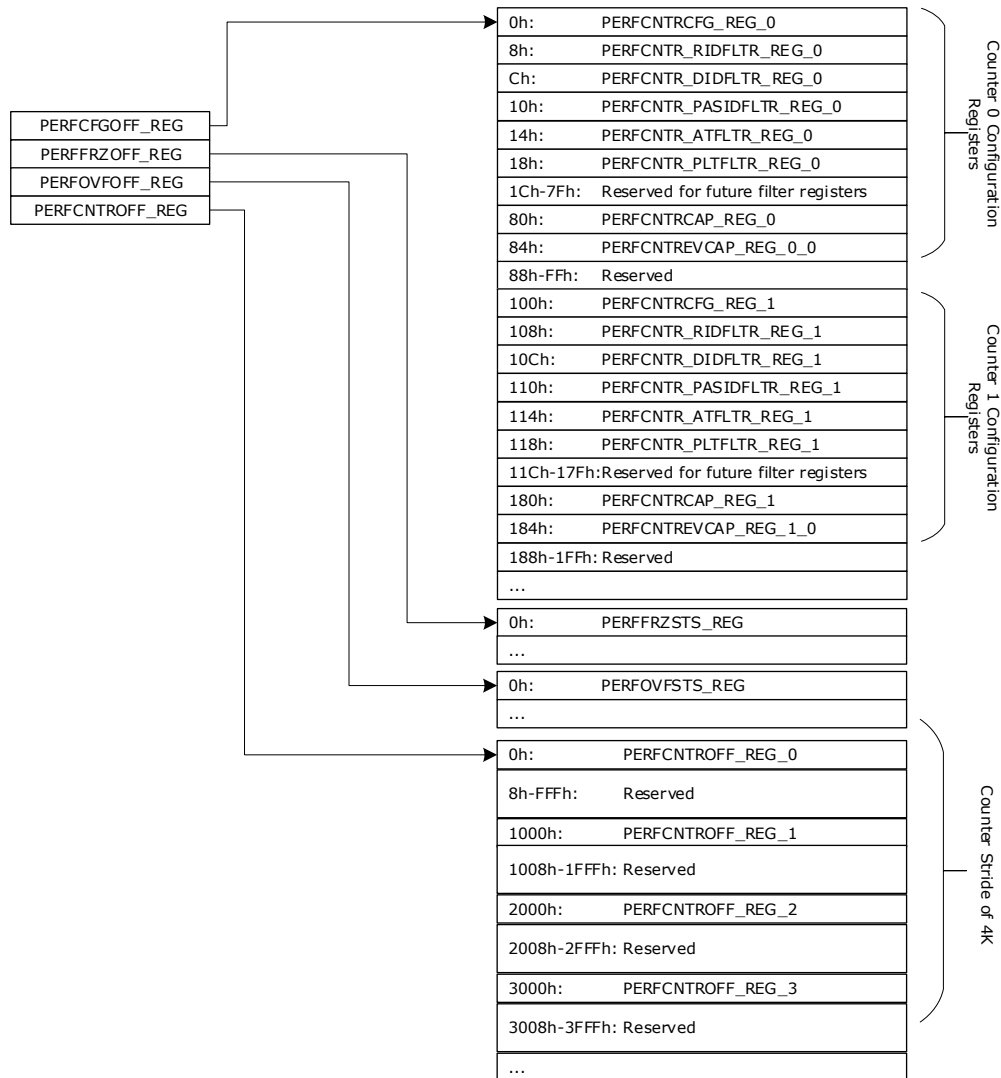 PERFCFGOFF_REG
PERFFRZOFF_REG
PERFOVFOFF_REG
PERFCNTROFF_REG
0h: PERFCNTRCFG_REG_0
8h: PERFCNTR_RIDFLTR_REG_0
Ch: PERFCNTR_DIDFLTR_REG_0
10h: PERFCNTR_PASIDFLTR_REG_0
14h: PERFCNTR_ATFLTR_REG_0
18h: PERFCNTR_PLTFLTR_REG_0
1Ch-7Fh: Reserved for future filter registers
80h: PERFCNTRCAP_REG_0
84h: PERFCNTREVCAP_REG_0_0
88h-FFh: Reserved
100h: PERFCNTRCFG_REG_1
108h: PERFCNTR_RIDFLTR_REG_1
10Ch: PERFCNTR_DIDFLTR_REG_1
110h: PERFCNTR_PASIDFLTR_REG_1
114h: PERFCNTR_ATFLTR_REG_1
118h: PERFCNTR_PLTFLTR_REG_1
11Ch-17Fh: Reserved for future filter registers
180h: PERFCNTRCAP_REG_1
184h: PERFCNTREVCAP_REG_1_0
188h-1FFh: Reserved
...
0h: PERFFRZSTS_REG
...
0h: PERFOVFSTS_REG
...
0h: PERFCNTROFF_REG_0
8h-FFFh: Reserved
1000h: PERFCNTROFF_REG_1
1008h-1FFFh: Reserved
2000h: PERFCNTROFF_REG_2
2008h-2FFFh: Reserved
3000h: PERFCNTROFF_REG_3
3008h-3FFFh: Reserved
...
Counter 0 Configuration
Registers
Counter 1 Configuration
Registers
Counter Stride of 4K